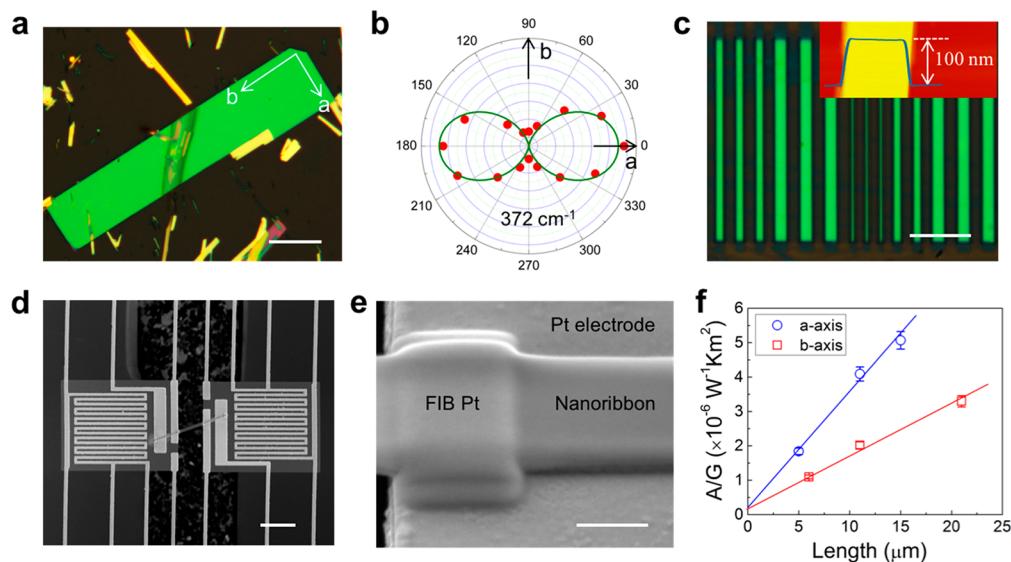 a
b
a
b
90
60
30
0
330
300
270
240
210
180
150
120
b
a
372 cm⁻¹
c
100 nm
d
e
Pt electrode
FIB Pt
Nanoribbon
f
A/G (×10⁻⁶ W⁻¹Km²)
6
5
4
3
2
1
0
a-axis
b-axis
0
5
10
15
20
25
Length (μm)